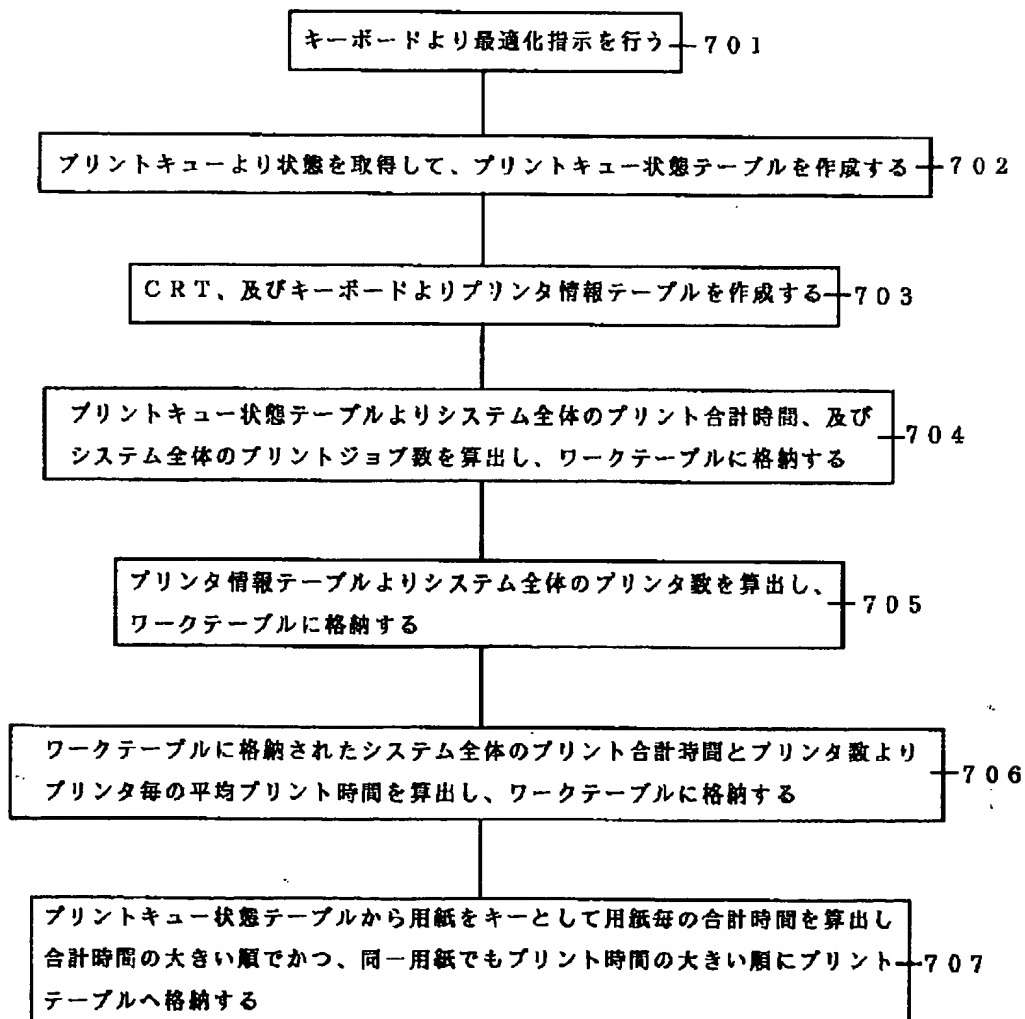 キーボードより最適化指示を行う 701
プリントキューより状態を取得して、プリントキュー状態テーブルを作成する 702
CRT、及びキーボードよりプリンタ情報テーブルを作成する 703
プリントキュー状態テーブルよりシステム全体のプリント合計時間、及び
システム全体のプリントジョブ数を算出し、ワークテーブルに格納する 704
プリンタ情報テーブルよりシステム全体のプリンタ数を算出し、
ワークテーブルに格納する 705
ワークテーブルに格納されたシステム全体のプリント合計時間とプリンタ数より
プリンタ毎の平均プリント時間を算出し、ワークテーブルに格納する 706
プリントキュー状態テーブルから用紙をキーとして用紙毎の合計時間を算出し
合計時間の大きい順でかつ、同一用紙でもプリント時間の大きい順にプリント 707
テーブルへ格納する